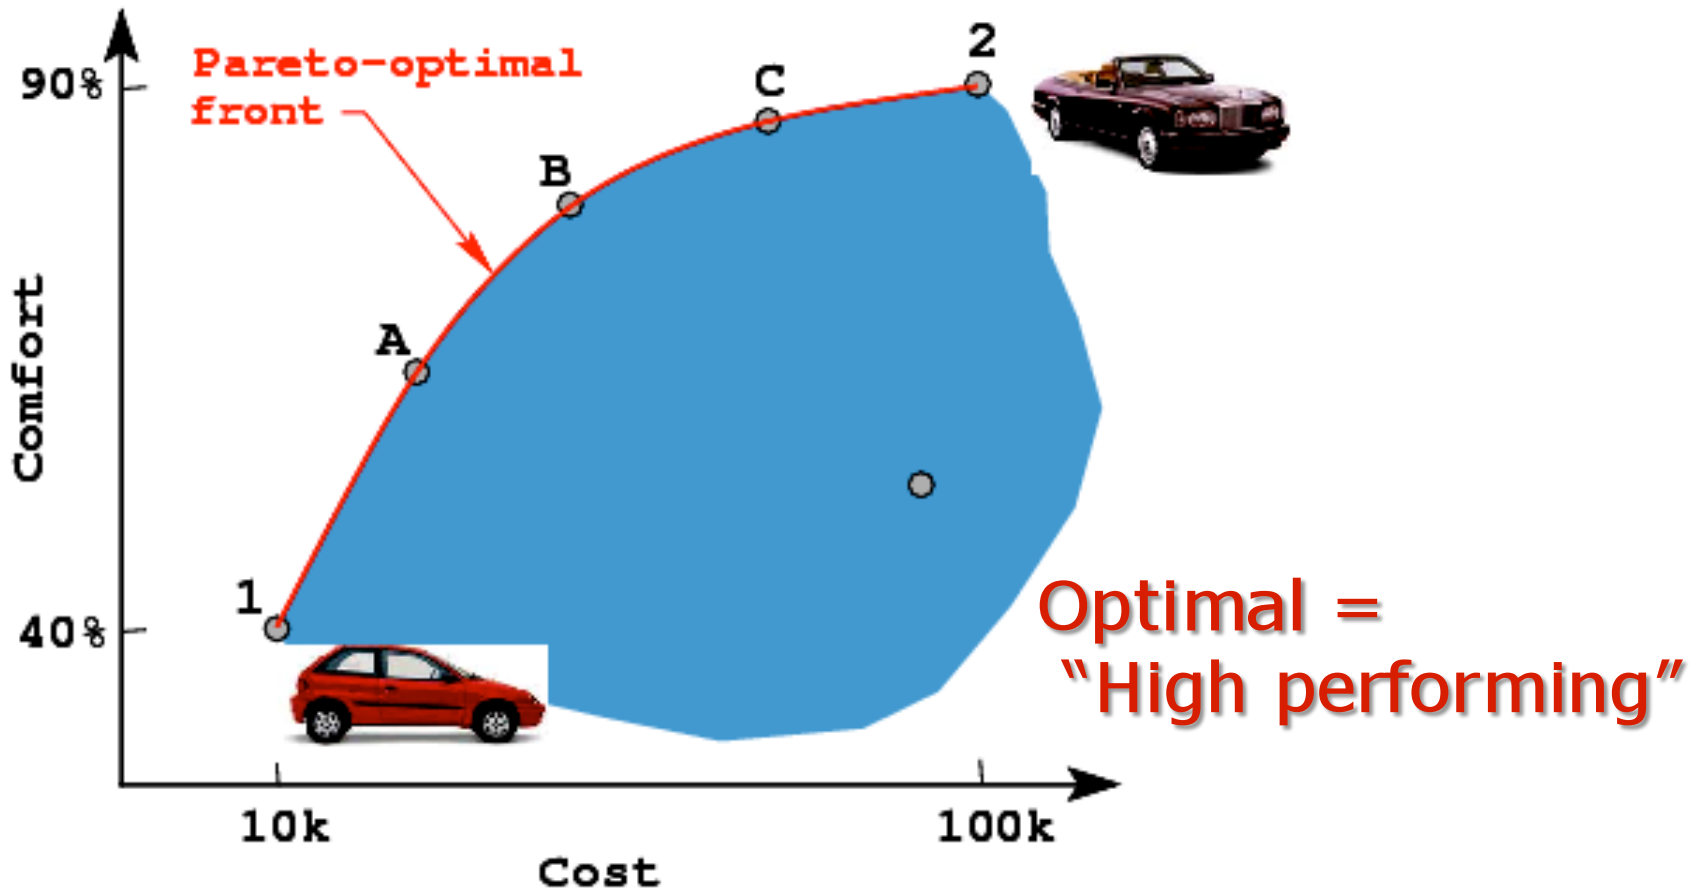 2
90%
Pareto-optimal
front
C
B
A
Comfort
1
40%
Optimal =
“High performing”
10k
100k
Cost